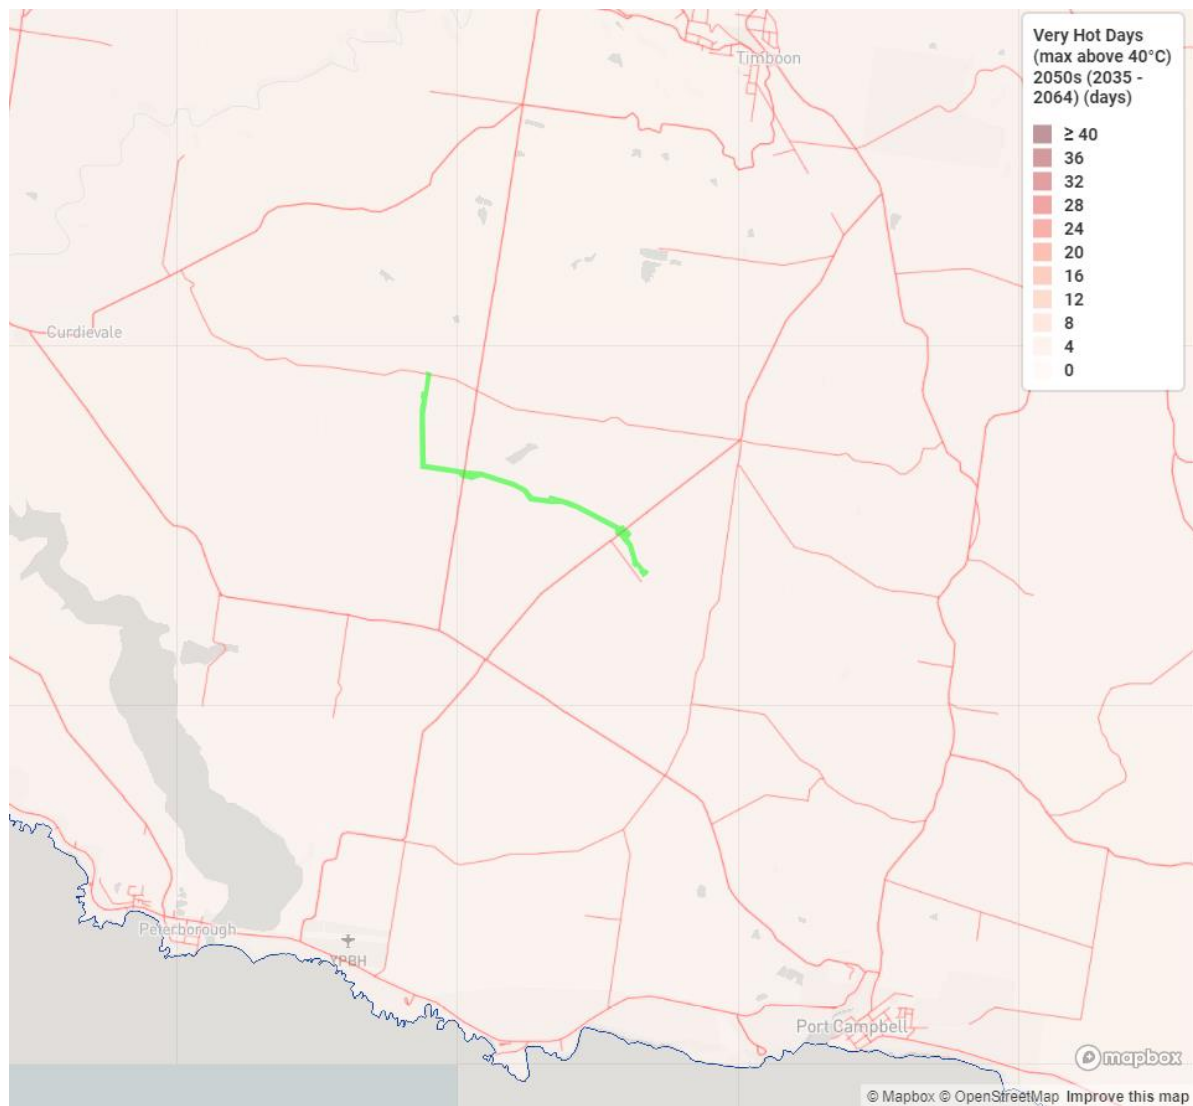 Timboon
Very Hot Days
(max above 40°C)
2050s (2035 -
2064) (days)
≥ 40
36
32
28
24
20
16
12
8
4
0
Curdievale
Peterborough
YPBH
Port Campbell
mapbox
© Mapbox © OpenStreetMap Improve this map